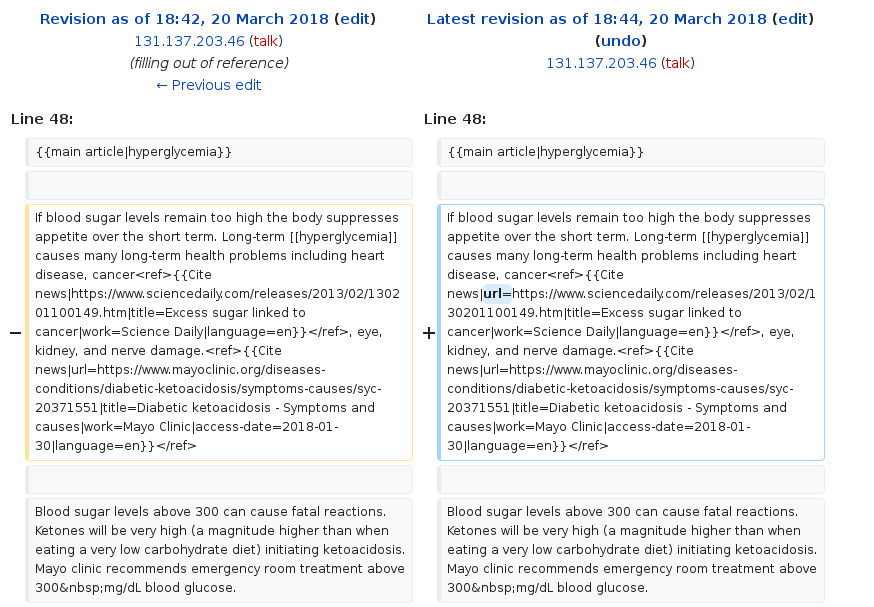 Revision as of 18:42, 20 March 2018 (edit)
131.137.203.46 (talk)
(filling out of reference)
← Previous edit
Latest revision as of 18:44, 20 March 2018 (edit)
(undo)
131.137.203.46 (talk)
Line 48:
Line 48:
{{main article|hyperglycemia}}
{{main article|hyperglycemia}}
−
If blood sugar levels remain too high the body suppresses
appetite over the short term. Long-term [[hyperglycemia]]
causes many long-term health problems including heart
disease, cancer<ref>{{Cite
news|https://www.sciencedaily.com/releases/2013/02/1302
01100149.htm|title=Excess sugar linked to
cancer|work=Science Daily|language=en}}</ref>, eye,
kidney, and nerve damage.<ref>{{Cite
news|url=https://www.mayoclinic.org/diseases-
conditions/diabetic-ketoacidosis/symptoms-causes/syc-
20371551|title=Diabetic ketoacidosis - Symptoms and
causes|work=Mayo Clinic|access-date=2018-01-
30|language=en}}</ref>
+
If blood sugar levels remain too high the body suppresses
appetite over the short term. Long-term [[hyperglycemia]]
causes many long-term health problems including heart
disease, cancer<ref>{{Cite
news|url=https://www.sciencedaily.com/releases/2013/02/1
30201100149.htm|title=Excess sugar linked to
cancer|work=Science Daily|language=en}}</ref>, eye,
kidney, and nerve damage.<ref>{{Cite
news|url=https://www.mayoclinic.org/diseases-
conditions/diabetic-ketoacidosis/symptoms-causes/syc-
20371551|title=Diabetic ketoacidosis - Symptoms and
causes|work=Mayo Clinic|access-date=2018-01-
30|language=en}}</ref>
Blood sugar levels above 300 can cause fatal reactions.
Ketones will be very high (a magnitude higher than when
eating a very low carbohydrate diet) initiating ketoacidosis.
Mayo clinic recommends emergency room treatment above
300&nbsp;mg/dL blood glucose.
Blood sugar levels above 300 can cause fatal reactions.
Ketones will be very high (a magnitude higher than when
eating a very low carbohydrate diet) initiating ketoacidosis.
Mayo clinic recommends emergency room treatment above
300&nbsp;mg/dL blood glucose.